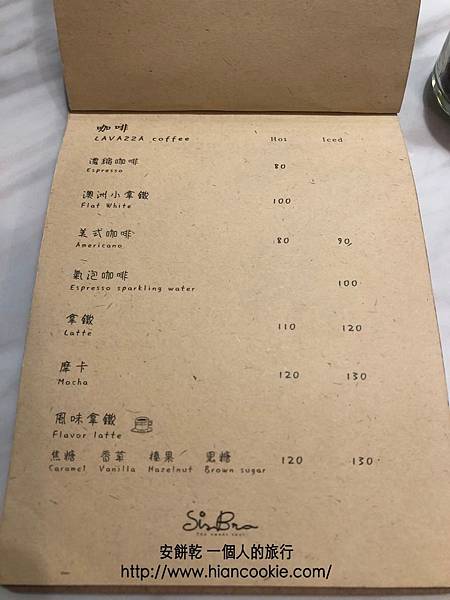 咖啡
LAVAZZA coffee Hot Iced
濃縮咖啡 80
Espresso
澳洲小拿鐵 100
Flat White
美式咖啡 80 90
Americano
氣泡咖啡 100
Espresso sparkling water
拿鐵 110 120
Latte
摩卡 120 130
Mocha
風味拿鐵
Flavor latte
焦糖 香草 榛果 黑糖 120 130
Caramel Vanilla Hazelnut Brown sugar
SisBro
安餅乾 一個人的旅行
http://www.hiancookie.com/